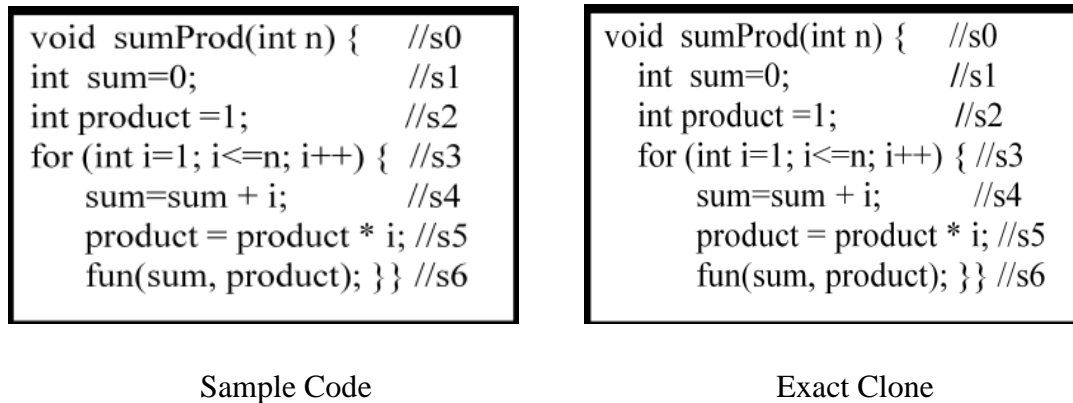 void sumProd(int n) { //s0
int sum=0; //s1
int product =1; //s2
for (int i=1; i<=n; i++) { //s3
sum=sum + i; //s4
product = product * i; //s5
fun(sum, product); }} //s6
Sample Code
void sumProd(int n) { //s0
int sum=0; //s1
int product =1; //s2
for (int i=1; i<=n; i++) { //s3
sum=sum + i; //s4
product = product * i; //s5
fun(sum, product); }} //s6
Exact Clone